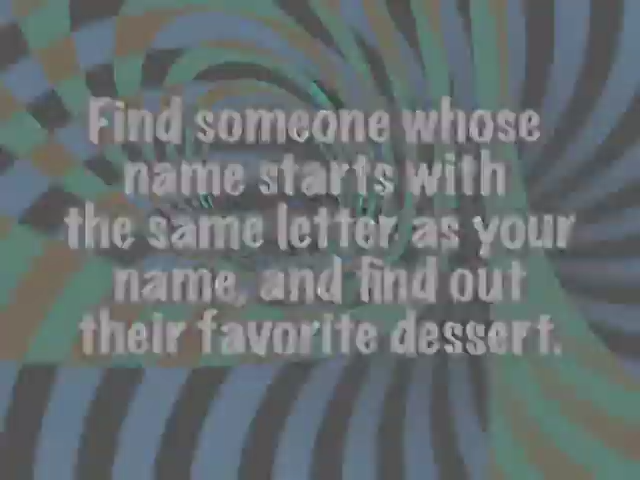 Find someone whose
name starts with
the same letter as your
name, and find out
their favorite dessert.